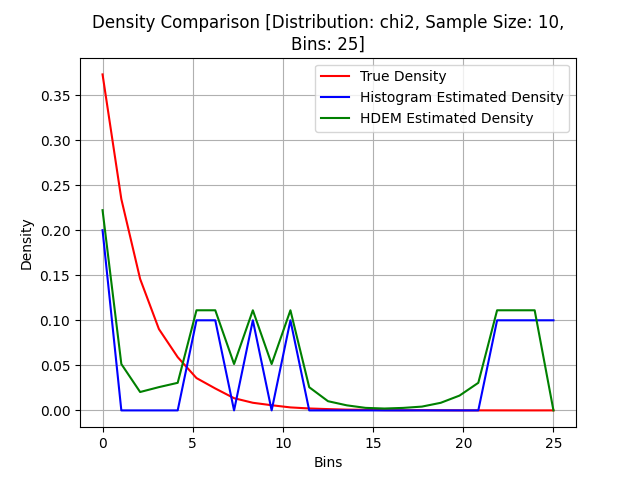 Density Comparison [Distribution: chi2, Sample Size: 10,
Bins: 25]
True Density
Histogram Estimated Density
HDEM Estimated Density
Density
0.35
0.30
0.25
0.20
0.15
0.10
0.05
0.00
0 5 10 15 20 25
Bins